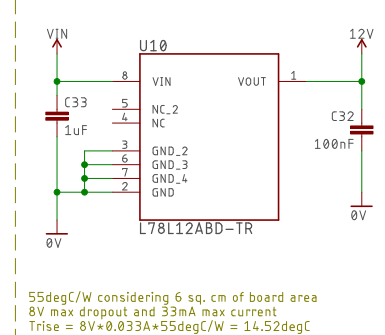 VIN
U10
12V
8
VIN
VOUT
1
C33
1uF
5
NC_2
4
NC
C32
100nF
3
GND_2
6
GND_3
7
GND_4
2
GND
L78L12ABD-TR
0V
0V
55degC/W considering 6 sq. cm of board area
8V max dropout and 33mA max current
Trise = 8V*0.033A*55degC/W = 14.52degC